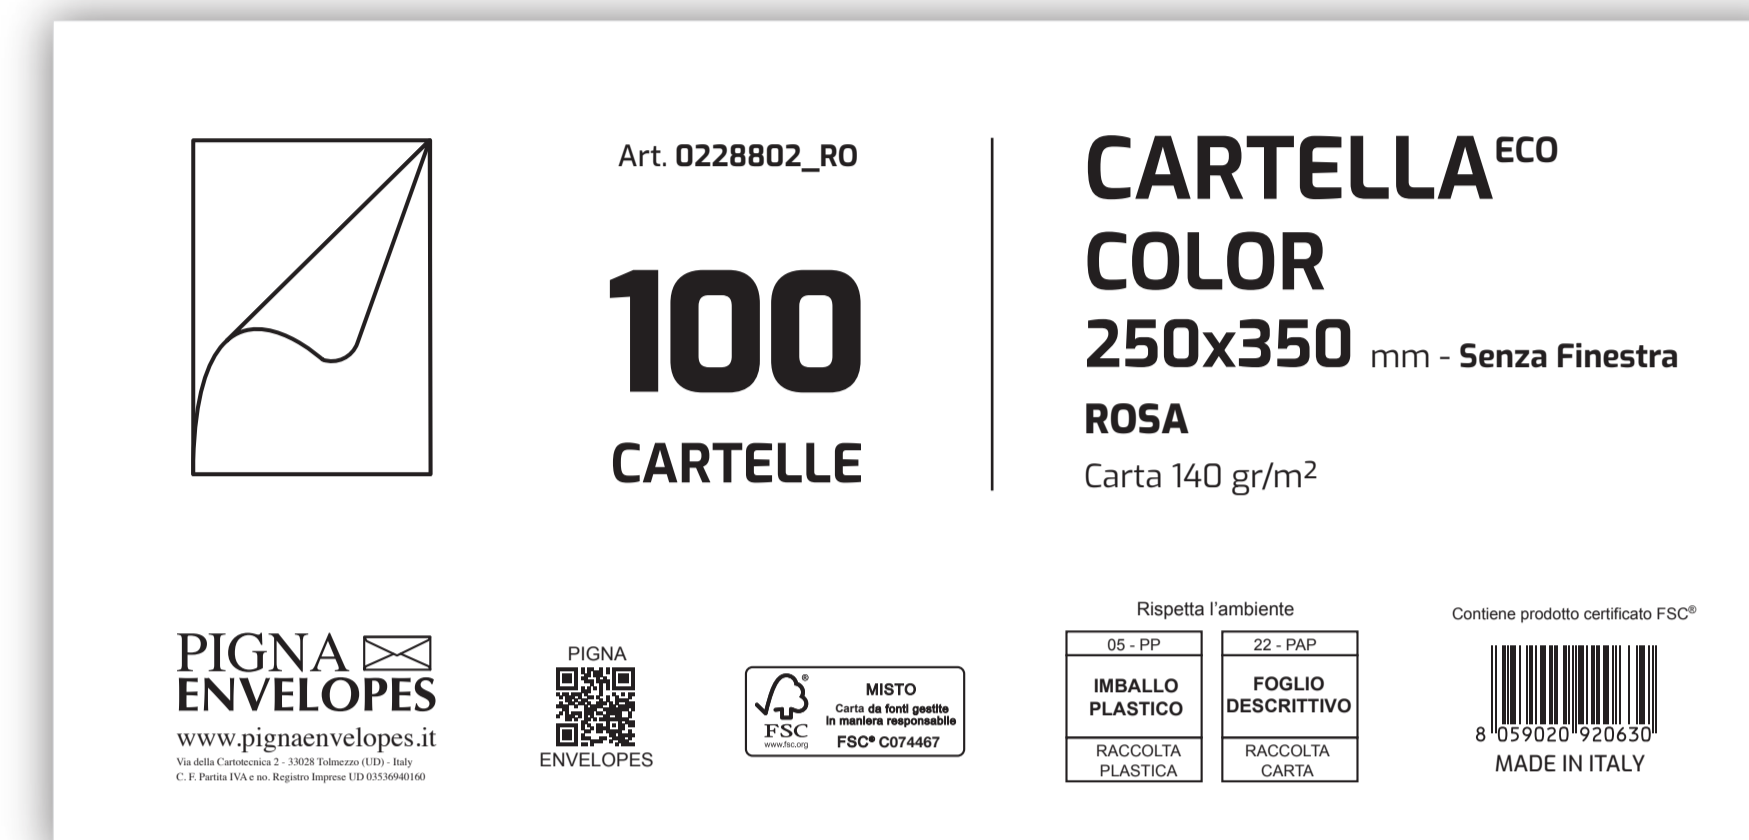 Art. 0228802_RO
100
CARTELLE
CARTELLA ECO
COLOR
250x350 mm - Senza Finestra
ROSA
Carta 140 gr/m²
PIGNA
ENVELOPES
www.pignaenvelopes.it
Via della Cartotecnica 2 - 33028 Tolmezzo (UD) - Italy
C. F. Partita IVA e no. Registro Imprese UD 03536940160
PIGNA
ENVELOPES
FSC®
www.fsc.org
MISTO
Carta da fonti gestite
in maniera responsabile
FSC® C074467
Rispetta l'ambiente
05 - PP
IMBALLO
PLASTICO
RACCOLTA
PLASTICA
22 - PAP
FOGLIO
DESCRITTIVO
RACCOLTA
CARTA
Contiene prodotto certificato FSC®
8 059020 920630
MADE IN ITALY